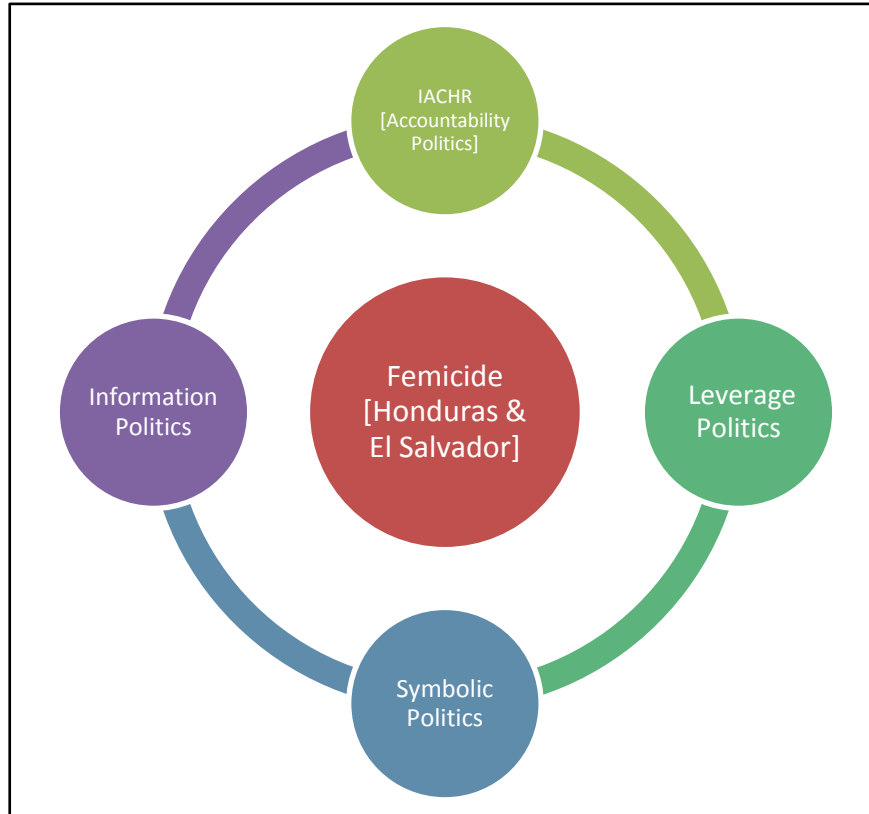 IACHR
[Accountability
Politics]
Information
Politics
Femicide
[Honduras &
El Salvador]
Leverage
Politics
Symbolic
Politics